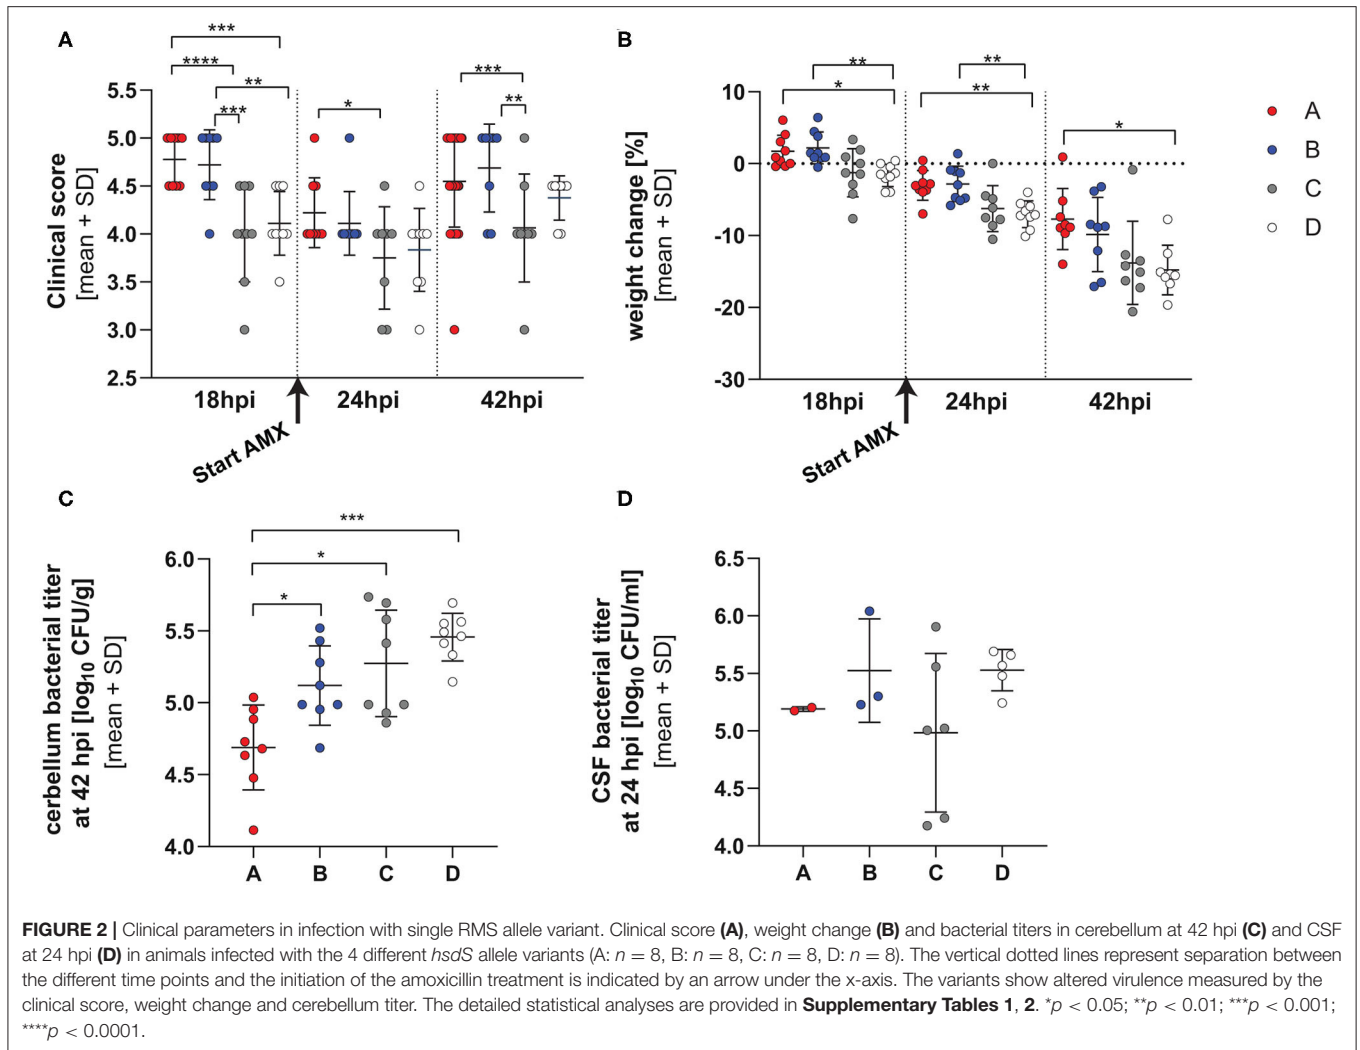 A
B
***
****
**
***
*
***
**
**
*
**
**
*
Clinical score
[mean + SD]
5.5
5.0
4.5
4.0
3.5
3.0
2.5
18hpi
24hpi
42hpi
Start AMX
weight change [%]
[mean + SD]
10
0
-10
-20
-30
18hpi
24hpi
42hpi
Start AMX
A
B
C
D
C
D
***
*
*
cerbellum bacterial titer
at 42 hpi [log10 CFU/g]
[mean + SD]
6.0
5.5
5.0
4.5
4.0
A B C D
CSF bacterial titer
at 24 hpi [log10 CFU/ml]
[mean + SD]
6.5
6.0
5.5
5.0
4.5
4.0
A B C D
FIGURE 2 | Clinical parameters in infection with single RMS allele variant. Clinical score (A), weight change (B) and bacterial titers in cerebellum at 42 hpi (C) and CSF
at 24 hpi (D) in animals infected with the 4 different hsdS allele variants (A: n = 8, B: n = 8, C: n = 8, D: n = 8). The vertical dotted lines represent separation between
the different time points and the initiation of the amoxicillin treatment is indicated by an arrow under the x-axis. The variants show altered virulence measured by the
clinical score, weight change and cerebellum titer. The detailed statistical analyses are provided in Supplementary Tables 1, 2. *p < 0.05; **p < 0.01; ***p < 0.001;
****p < 0.0001.